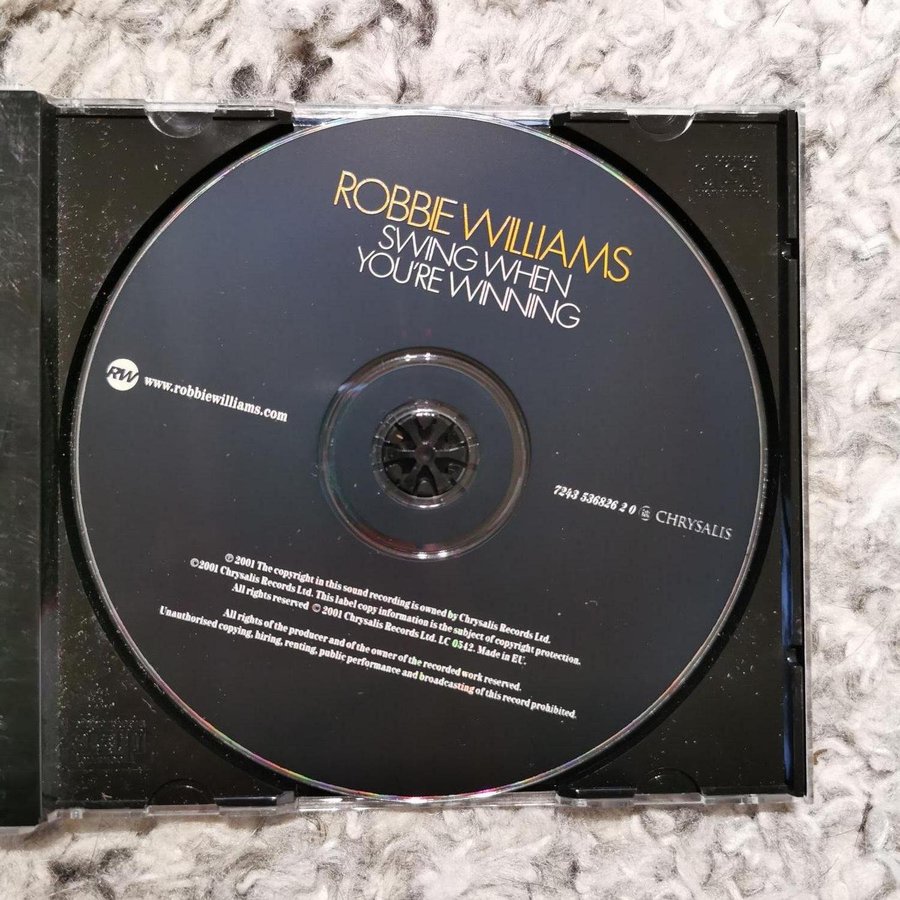 ROBBIE WILLIAMS
SWING WHEN
YOU'RE WINNING
RW www.robbiewilliams.com
7243 536826 2 0 CHRYSALIS
℗ 2001 The copyright in this sound recording is owned by Chrysalis Records Ltd.
©2001 Chrysalis Records Ltd. This label copy information is the subject of copyright protection.
All rights reserved © 2001 Chrysalis Records Ltd. LC 0542. Made in EU.
All rights of the producer and of the owner of the recorded work reserved.
Unauthorised copying, hiring, renting, public performance and broadcasting of this record prohibited.